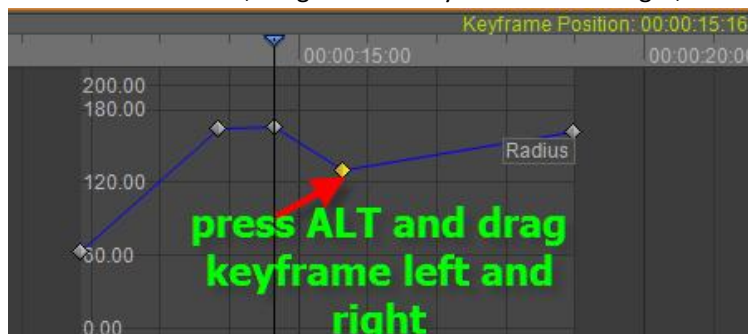 Keyframe Position: 00:00:15:16
00:00:15:00
00:00:20:0
200.00
180.00
Radius
120.00
press ALT and drag
keyframe left and
right
60.00
0.00